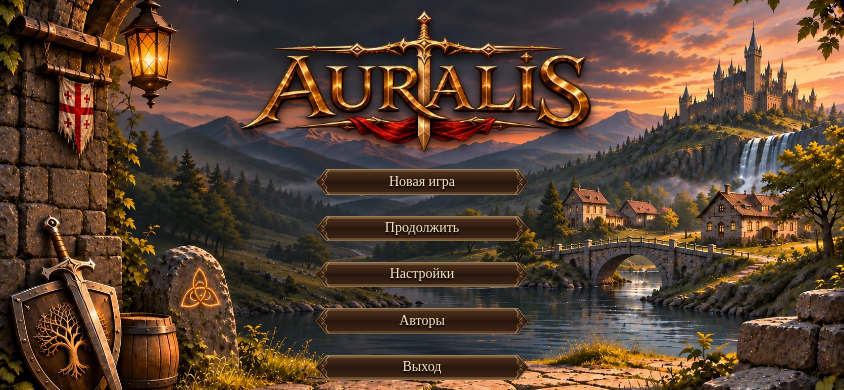 AURALIS
Новая игра
Продолжить
Настройки
Авторы
Выход